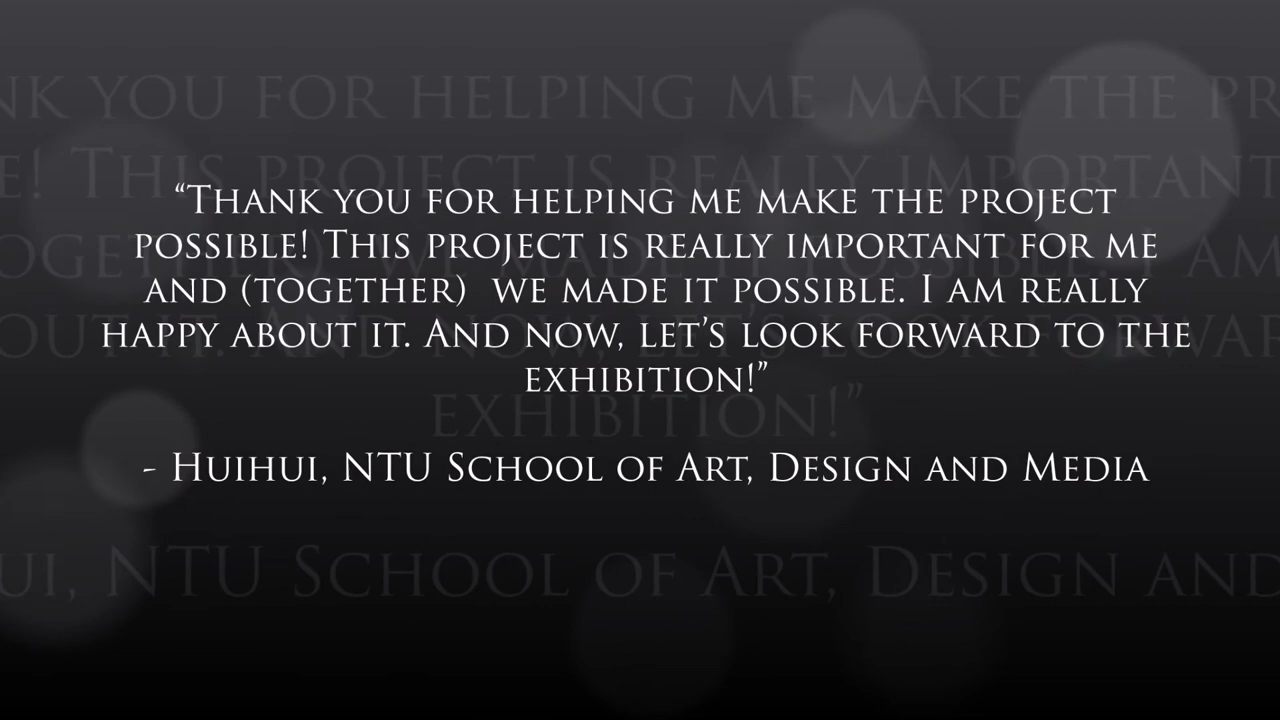 “Thank you for helping me make the project
possible! This project is really important for me
and (together) we made it possible. I am really
happy about it. And now, let’s look forward to the
exhibition!”
- Huihui, NTU School of Art, Design and Media